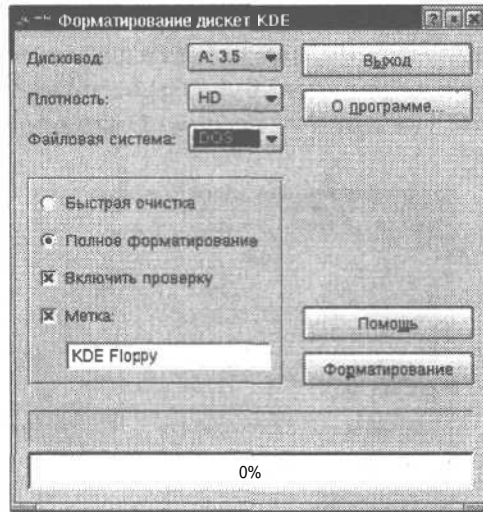 Форматирование дискет KDE
Дисковод: A: 3.5
Выход
Плотность: HD
О программе...
Файловая система: DOS
Быстрая очистка
Полное форматирование
Включить проверку
Метка:
KDE Floppy
Помощь
Форматирование
0%